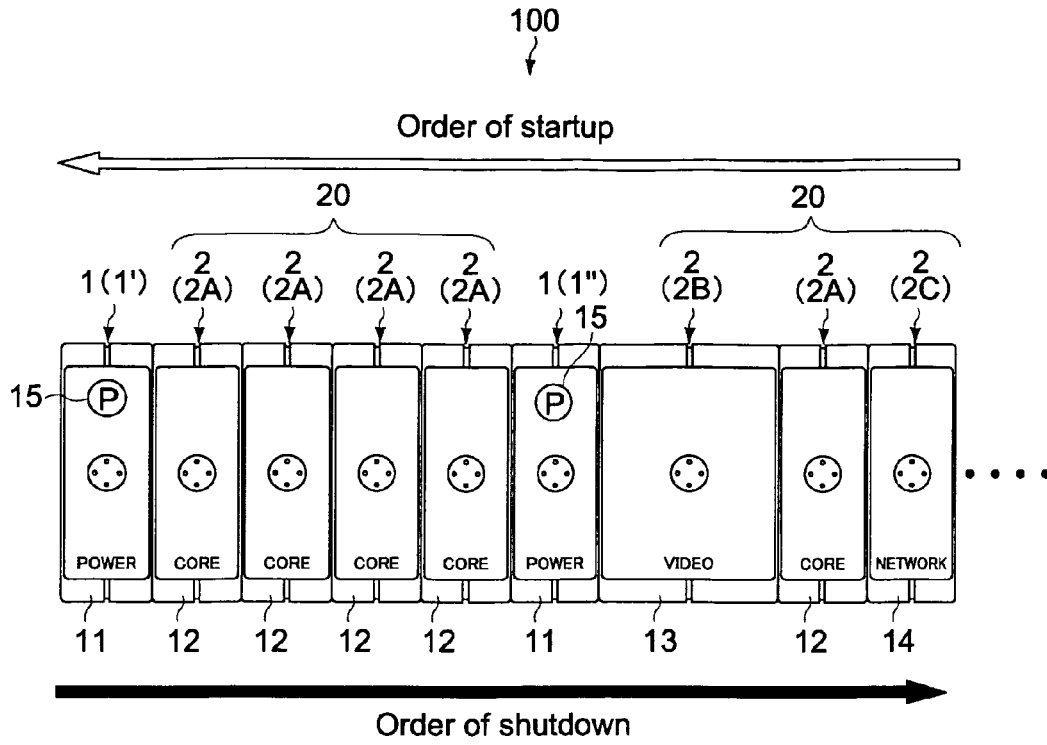 100
Order of startup
20 20
1(1') 2 (2A) 2 (2A) 2 (2A) 2 (2A) 1(1") 2 (2B) 2 (2A) 2 (2C)
15 P 15 P
POWER CORE CORE CORE CORE POWER VIDEO CORE NETWORK
11 12 12 12 12 11 13 12 14
Order of shutdown